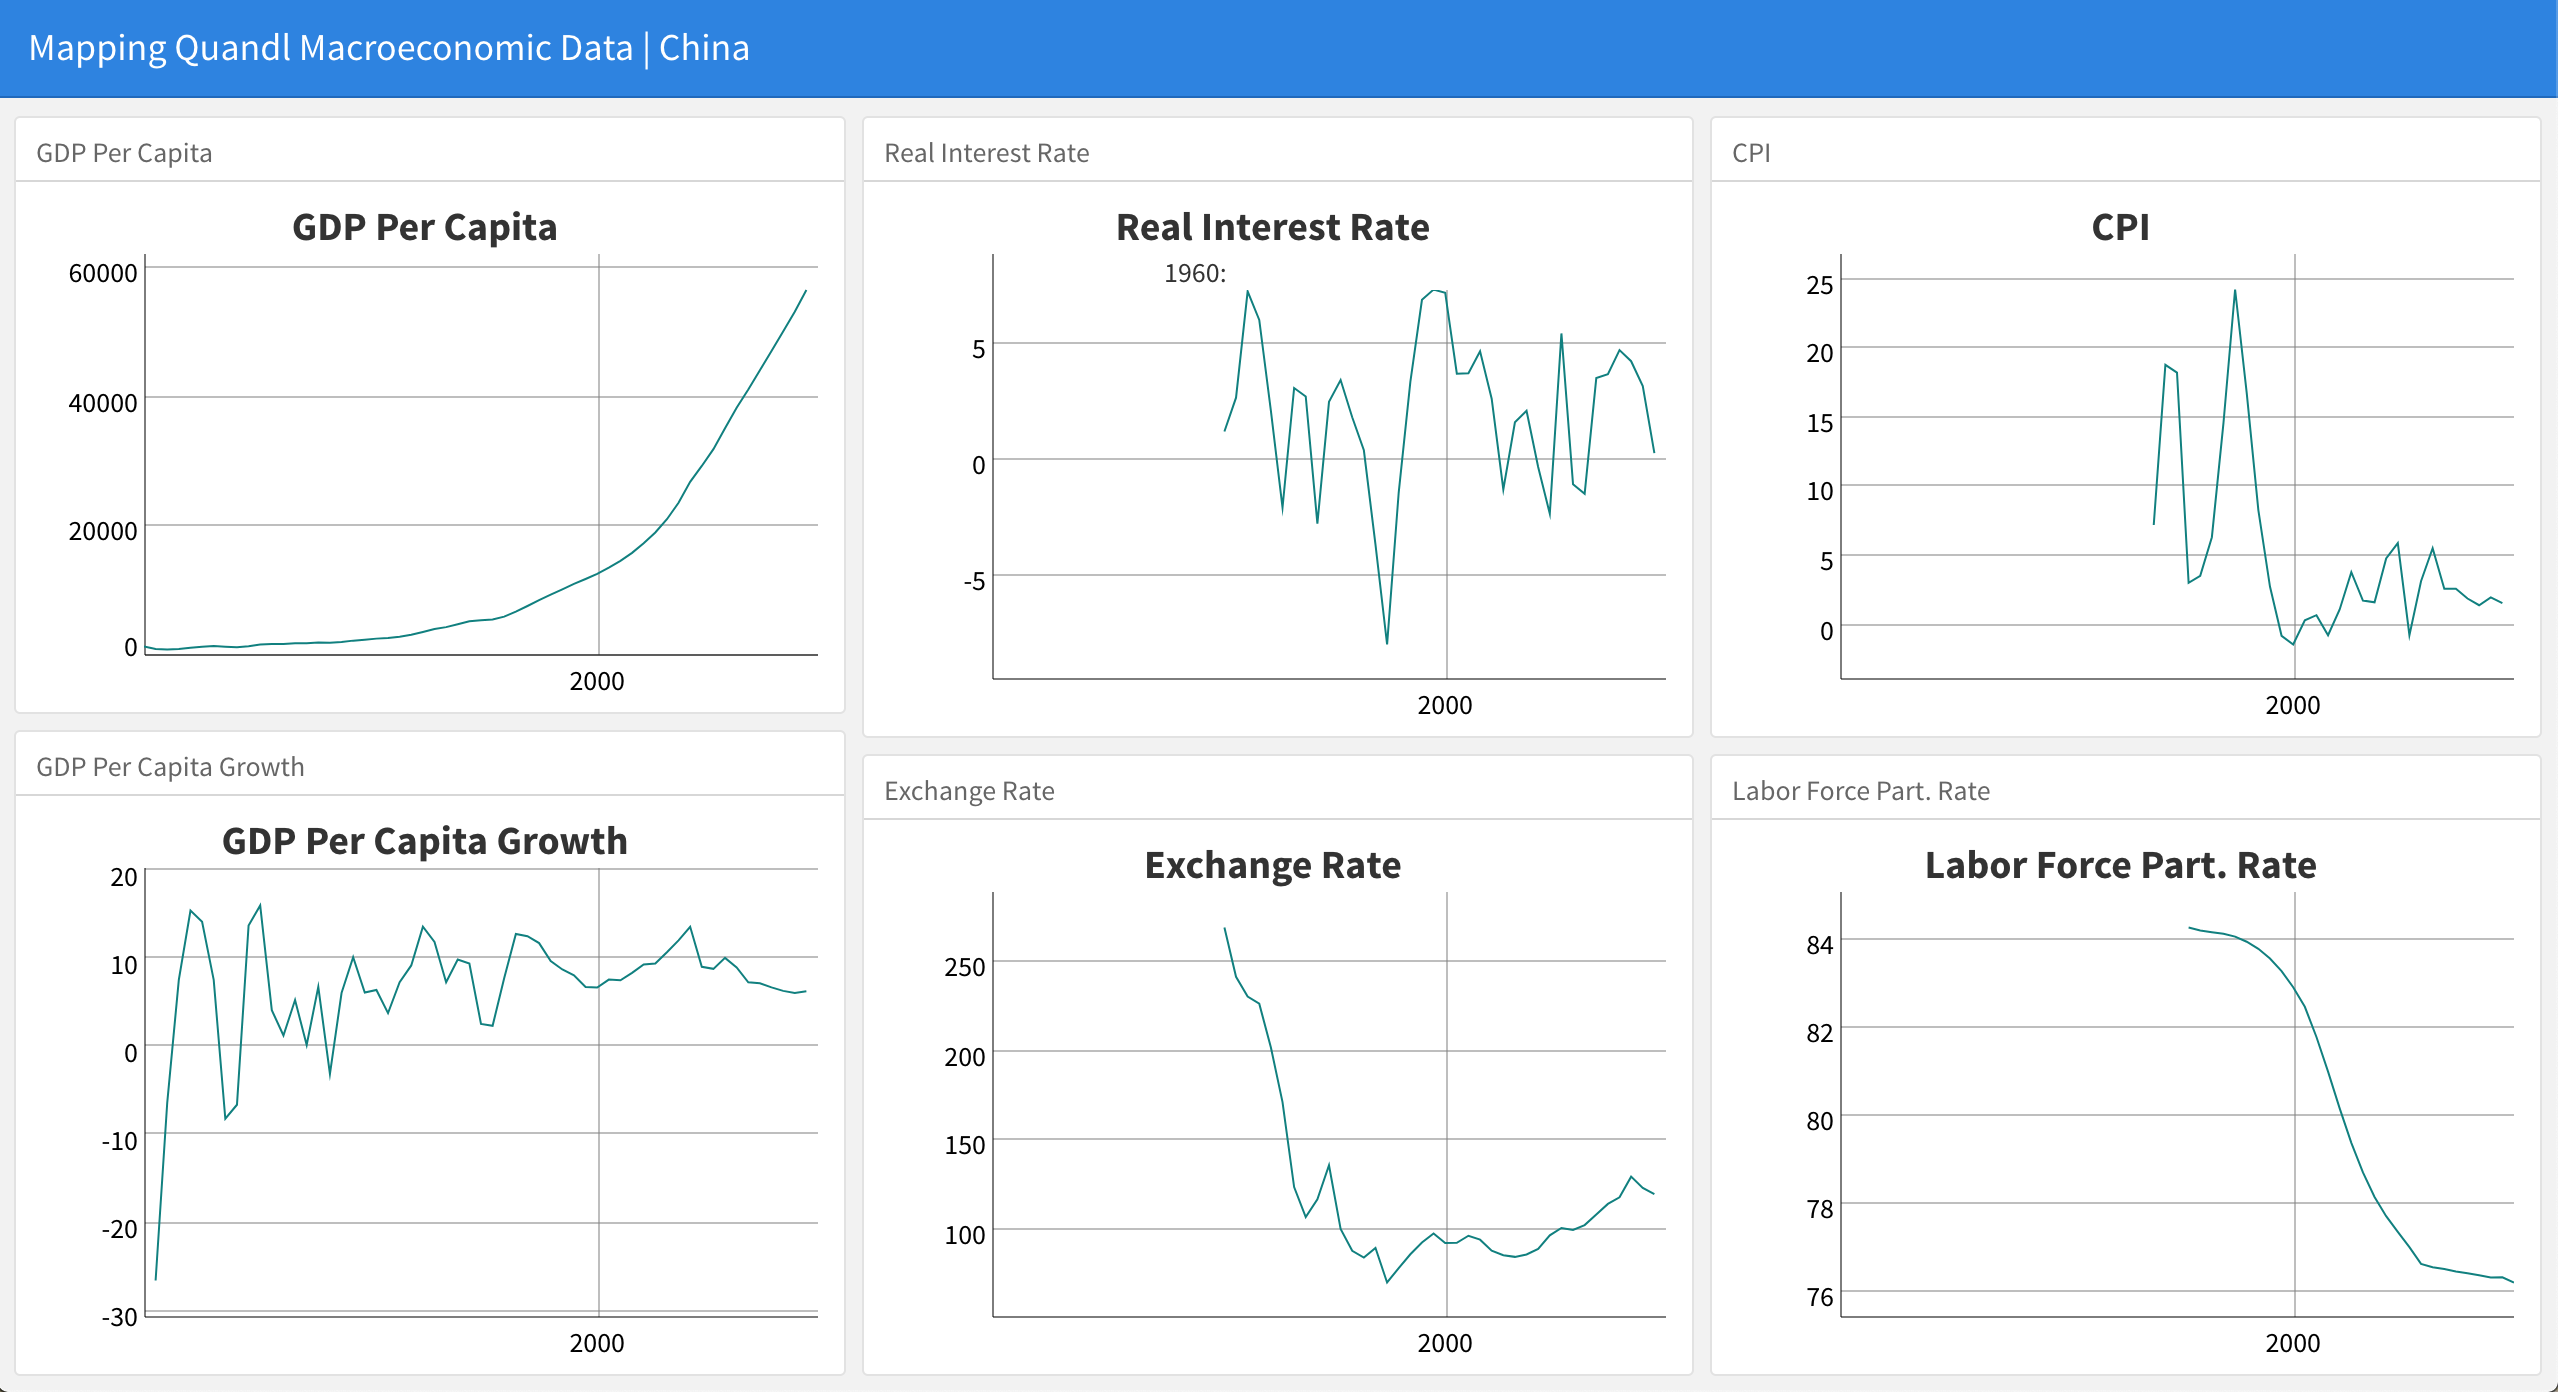 Mapping Quandl Macroeconomic Data | China
GDP Per Capita
GDP Per Capita
60000
40000
20000
0
2000
Real Interest Rate
Real Interest Rate
1960:
5
0
-5
2000
CPI
CPI
25
20
15
10
5
0
2000
GDP Per Capita Growth
GDP Per Capita Growth
20
10
0
-10
-20
-30
2000
Exchange Rate
Exchange Rate
250
200
150
100
2000
Labor Force Part. Rate
Labor Force Part. Rate
84
82
80
78
76
2000